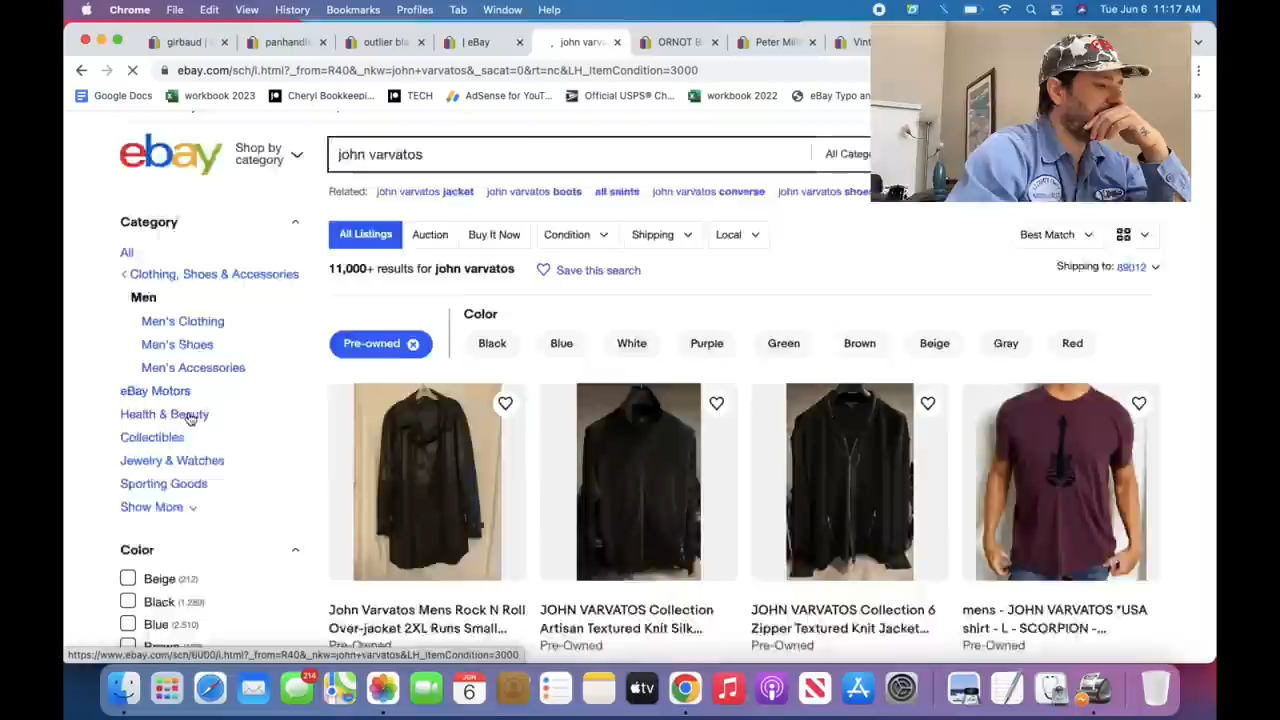 Chrome File Edit View History Bookmarks Profiles Tab Window Help Tue Jun 6 11:17 AM
girbaud | panhandle outlier bla | eBay john varva ORNOT B Peter Mill Vint
ebay.com/sch/i.html?_from=R40&_nkw=john+varvatos&_sacat=0&rt=nc&LH_ItemCondition=3000
Google Docs workbook 2023 Cheryl Bookkeepi... TECH AdSense for YouT... Official USPS® Ch... workbook 2022 eBay Typo an
ebay
Shop by category
john varvatos
All Catego
Related: john varvatos jacket john varvatos boots all saints john varvatos converse john varvatos shoes
Category
All
Clothing, Shoes & Accessories
Men
Men's Clothing
Men's Shoes
Men's Accessories
eBay Motors
Health & Beauty
Collectibles
Jewelry & Watches
Sporting Goods
Show More
Color
Beige (212)
Black (1,289)
Blue (2,510)
All Listings Auction Buy It Now Condition Shipping Local Best Match
11,000+ results for john varvatos Save this search Shipping to: 89012
Color
Pre-owned Black Blue White Purple Green Brown Beige Gray Red
John Varvatos Mens Rock N Roll
Over-jacket 2XL Runs Small...
Pre-Owned
JOHN VARVATOS Collection
Artisan Textured Knit Silk...
Pre-Owned
JOHN VARVATOS Collection 6
Zipper Textured Knit Jacket...
Pre-Owned
mens - JOHN VARVATOS *USA
shirt - L - SCORPION -...
Pre-Owned
https://www.ebay.com/sch/6000/i.html?_from=R40&_nkw=john+varvatos&LH_ItemCondition=3000
214
JUN
6
tv